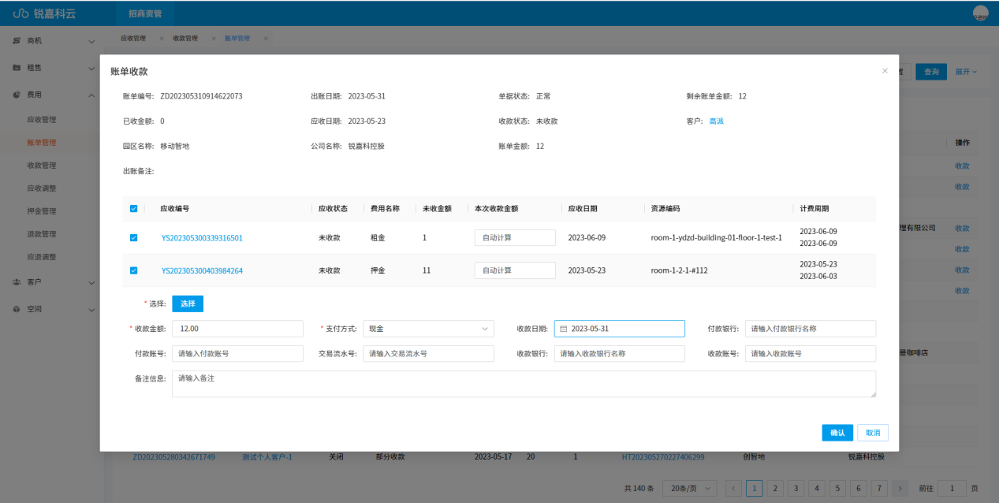 锐嘉科云 招商资管
商机
应收管理 × 收款管理 × 账单管理 ×
租售
费用
应收管理
账单管理
收款管理
应收调整
押金管理
退款管理
应退调整
客户
空间
查询 展开
账单收款 ×
账单编号: ZD202305310914622073 出账日期: 2023-05-31 单据状态: 正常 剩余账单金额: 12
已收金额: 0 应收日期: 2023-05-23 收款状态: 未收款 客户: 高派
园区名称: 移动智地 公司名称: 锐嘉科控股 账单金额: 12
出账备注:
应收编号 应收状态 费用名称 未收金额 本次收款金额 应收日期 资源编码 计费周期
YS202305300339316501 未收款 租金 1 自动计算 2023-06-09 room-1-ydzd-building-01-floor-1-test-1 2023-06-09
2023-06-09
YS202305300403984264 未收款 押金 11 自动计算 2023-05-23 room-1-2-1-#112 2023-05-23
2023-06-03
* 选择: 选择
* 收款金额: 12.00 * 支付方式: 现金 收款日期: 2023-05-31 付款银行: 请输入付款银行名称
付款账号: 请输入付款账号 交易流水号: 请输入交易流水号 收款银行: 请输入收款银行名称 收款账号: 请输入收款账号
备注信息: 请输入备注
确认 取消
操作
收款
收款
理有限公司 收款
收款
收款
收款
曼咖啡店
ZD202305280342671749 测试个人客户-1 关闭 部分收款 2023-05-17 20 1 HT202305270227406299 创智地 锐嘉科控股
共 140 条 20条/页 < 1 2 3 4 5 6 7 > 前往 1 页